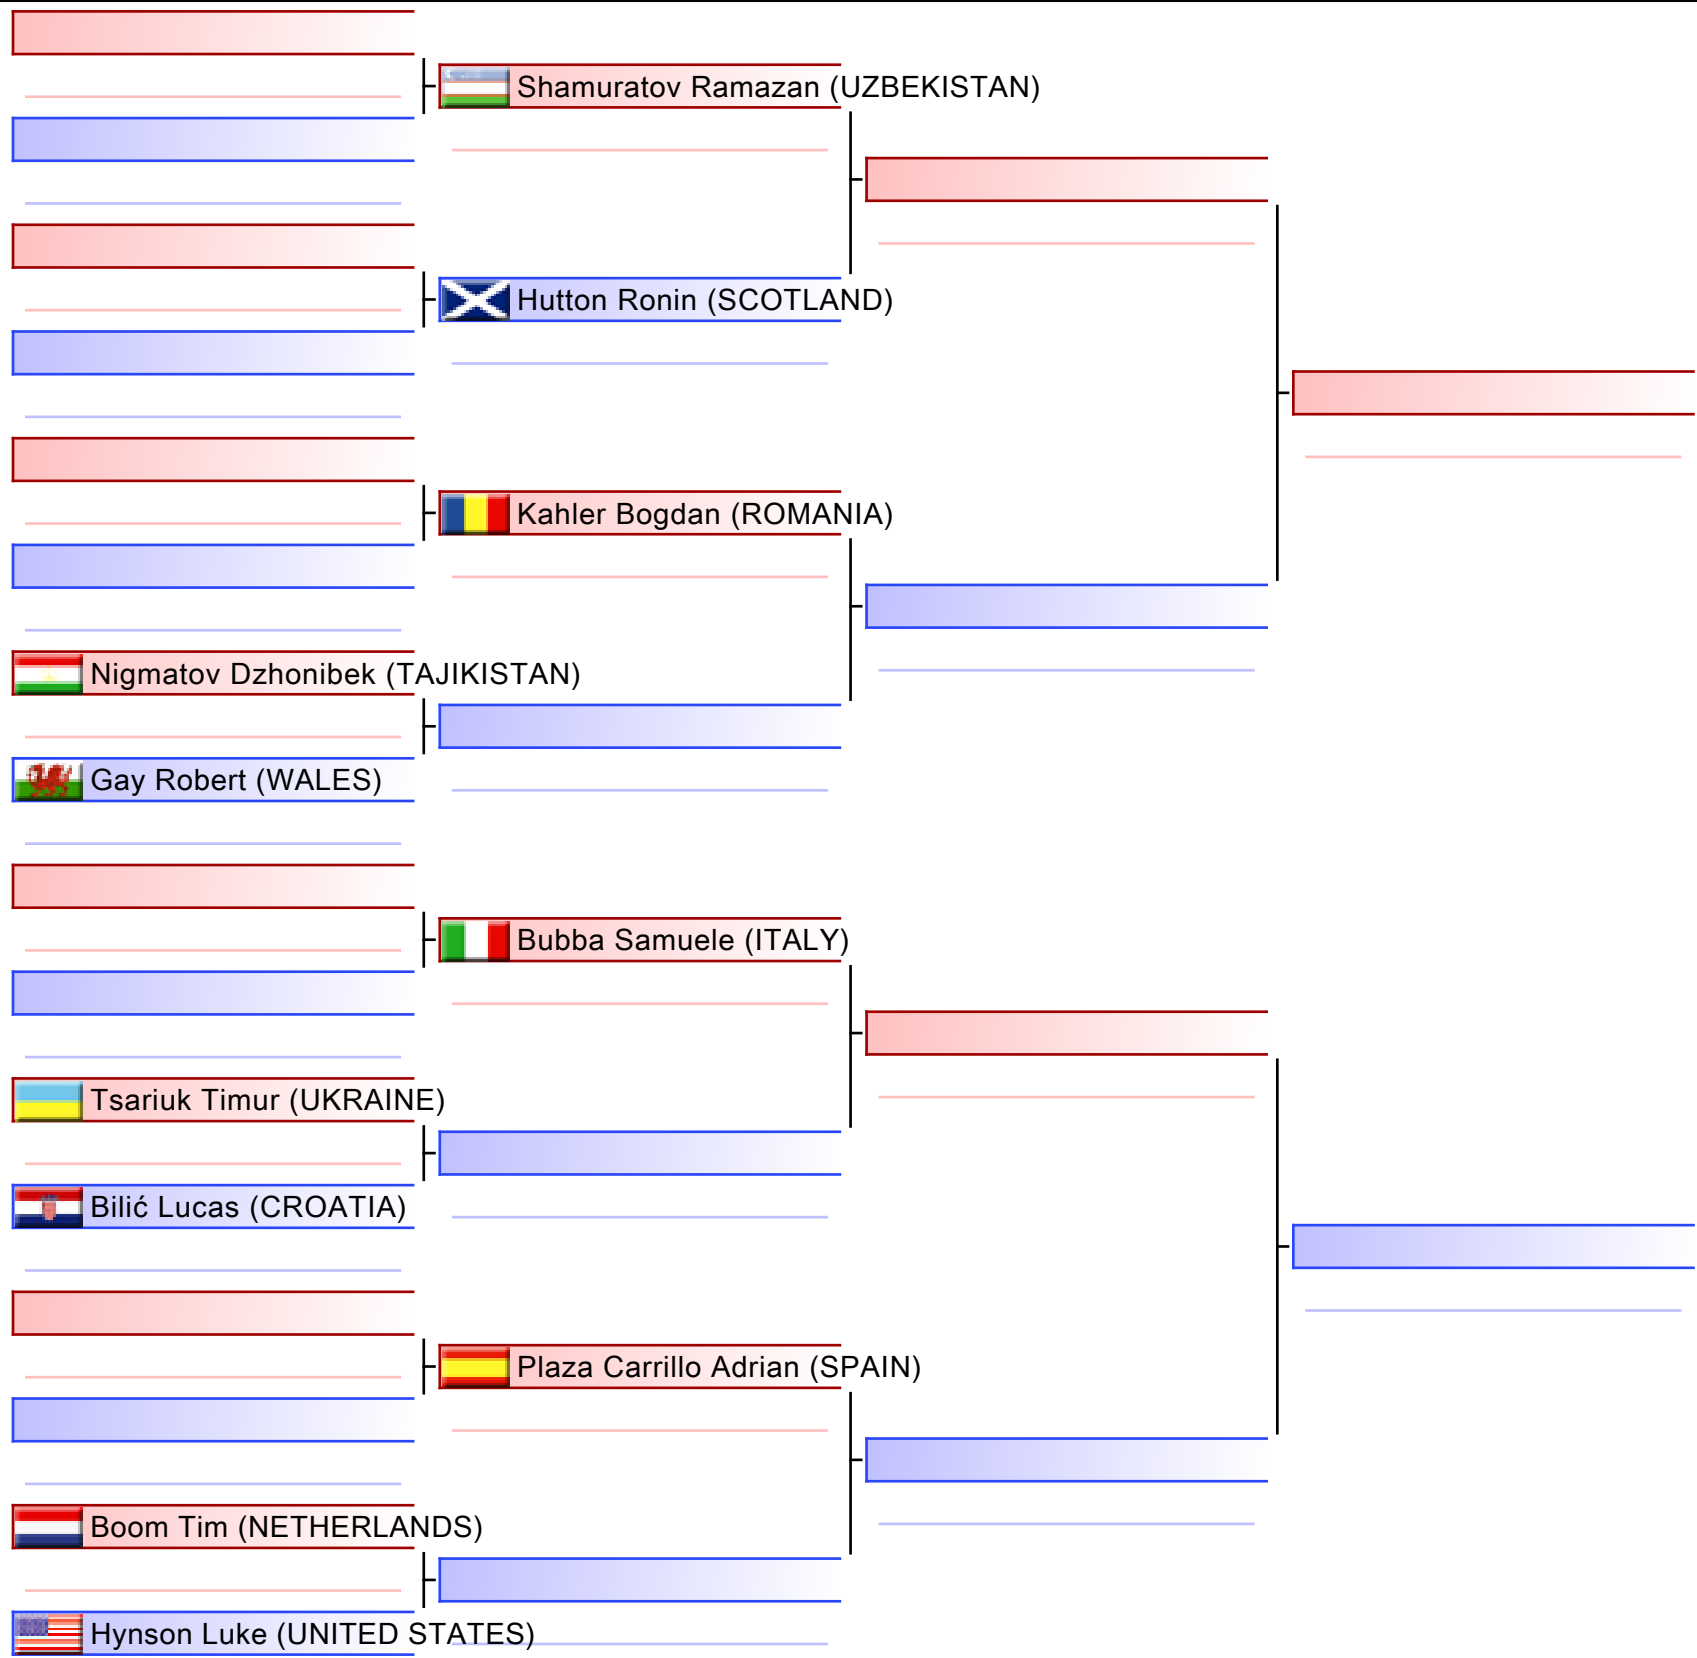 Shamuratov Ramazan (UZBEKISTAN)
Hutton Ronin (SCOTLAND)
Kahler Bogdan (ROMANIA)
Nigmatov Dzhonibek (TAJIKISTAN)
Gay Robert (WALES)
Bubba Samuele (ITALY)
Tsariuk Timur (UKRAINE)
Bilić Lucas (CROATIA)
Plaza Carrillo Adrian (SPAIN)
Boom Tim (NETHERLANDS)
Hynson Luke (UNITED STATES)